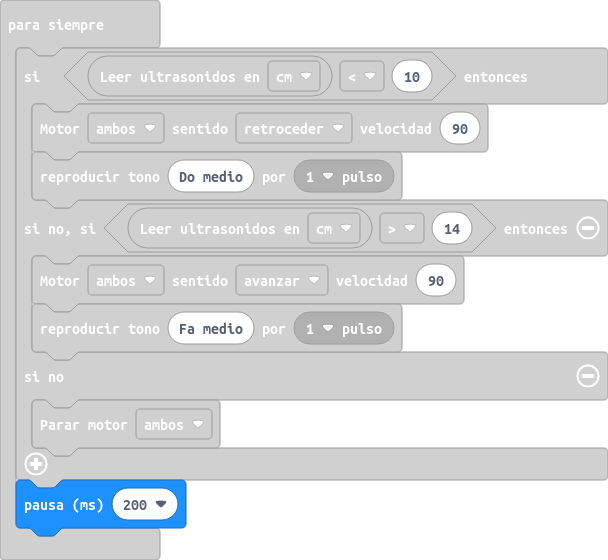 para siempre
si Leer ultrasonidos en cm < 10 entonces
Motor ambos sentido retroceder velocidad 90
reproducir tono Do medio por 1 pulso
si no, si Leer ultrasonidos en cm > 14 entonces
Motor ambos sentido avanzar velocidad 90
reproducir tono Fa medio por 1 pulso
si no
Parar motor ambos
pausa (ms) 200